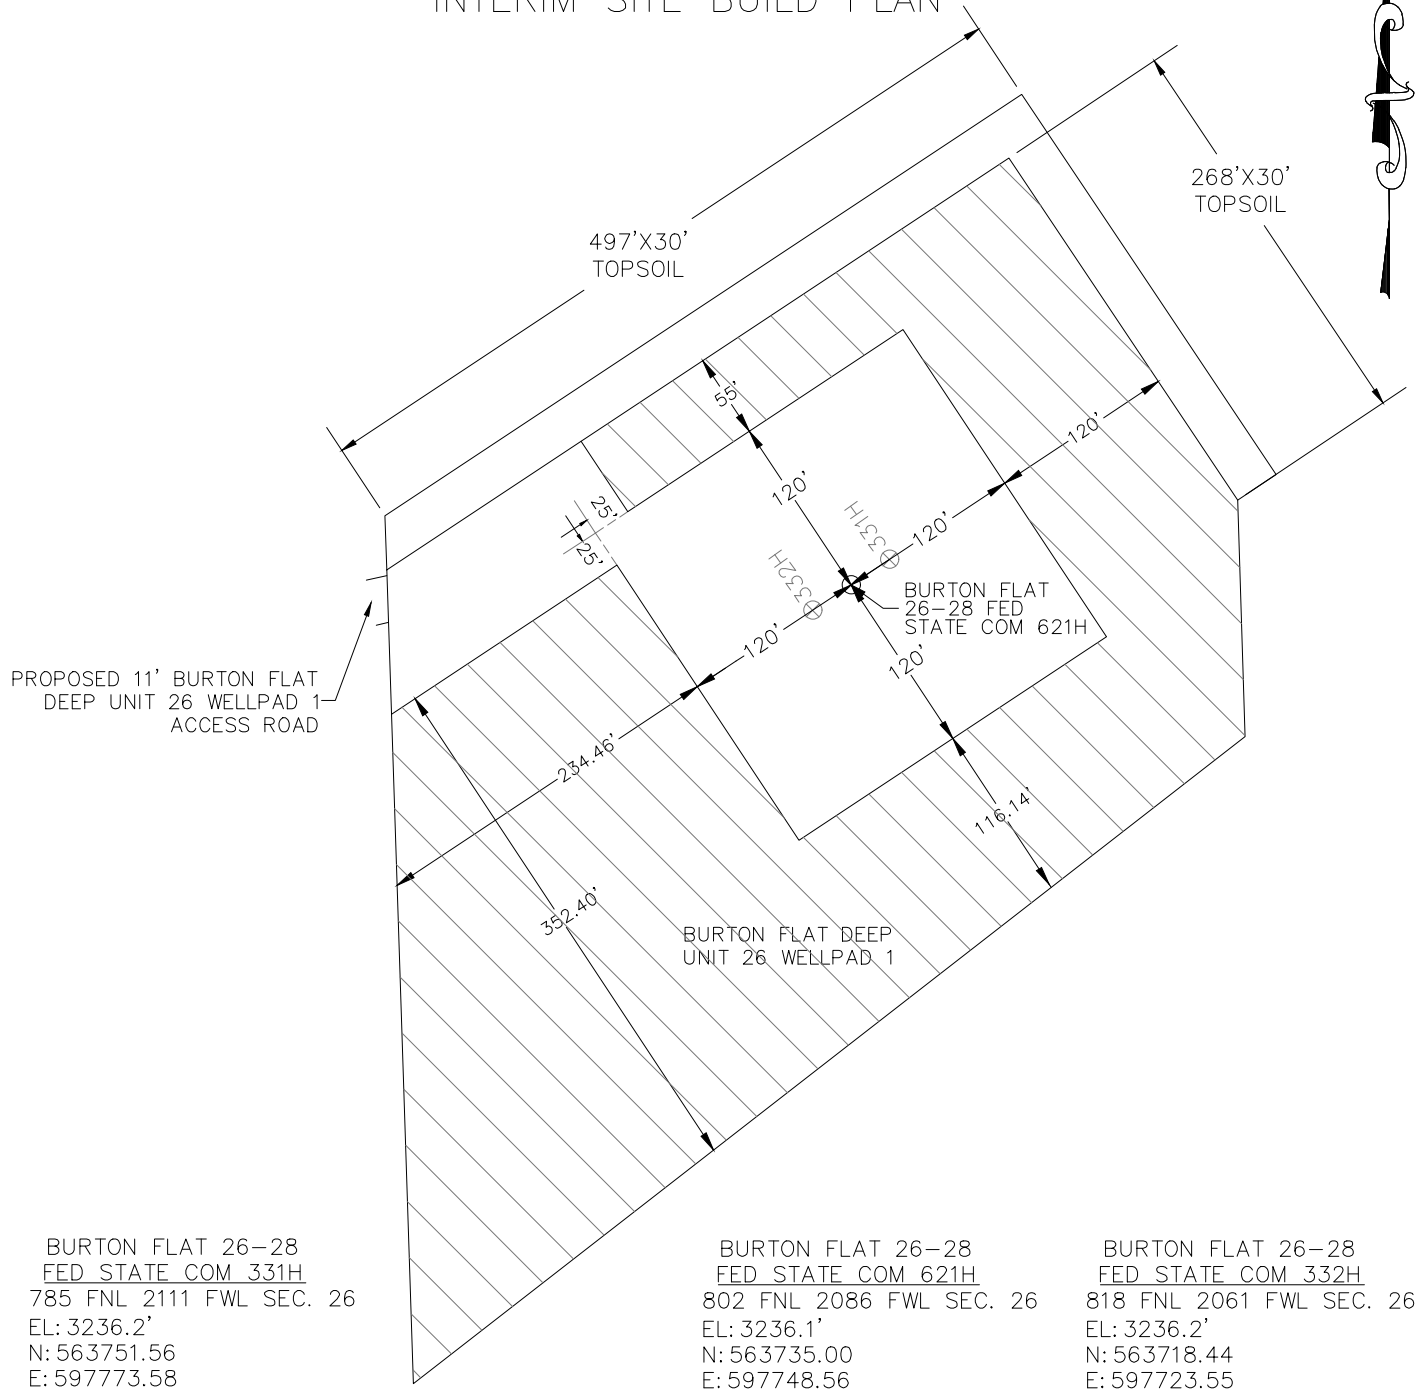 INTERIM SITE BUILD PLAN
268'X30'
TOPSOIL
497'X30'
TOPSOIL
55'
120'
120'
25'
25'
331H
120'
332H
BURTON FLAT
26-28 FED
STATE COM 621H
120'
120'
PROPOSED 11' BURTON FLAT
DEEP UNIT 26 WELLPAD 1
ACCESS ROAD
234.46'
116.14'
352.40'
BURTON FLAT DEEP
UNIT 26 WELLPAD 1
BURTON FLAT 26-28
FED STATE COM 331H
785 FNL 2111 FWL SEC. 26
EL: 3236.2'
N: 563751.56
E: 597773.58
BURTON FLAT 26-28
FED STATE COM 621H
802 FNL 2086 FWL SEC. 26
EL: 3236.1'
N: 563735.00
E: 597748.56
BURTON FLAT 26-28
FED STATE COM 332H
818 FNL 2061 FWL SEC. 26
EL: 3236.2'
N: 563718.44
E: 597723.55